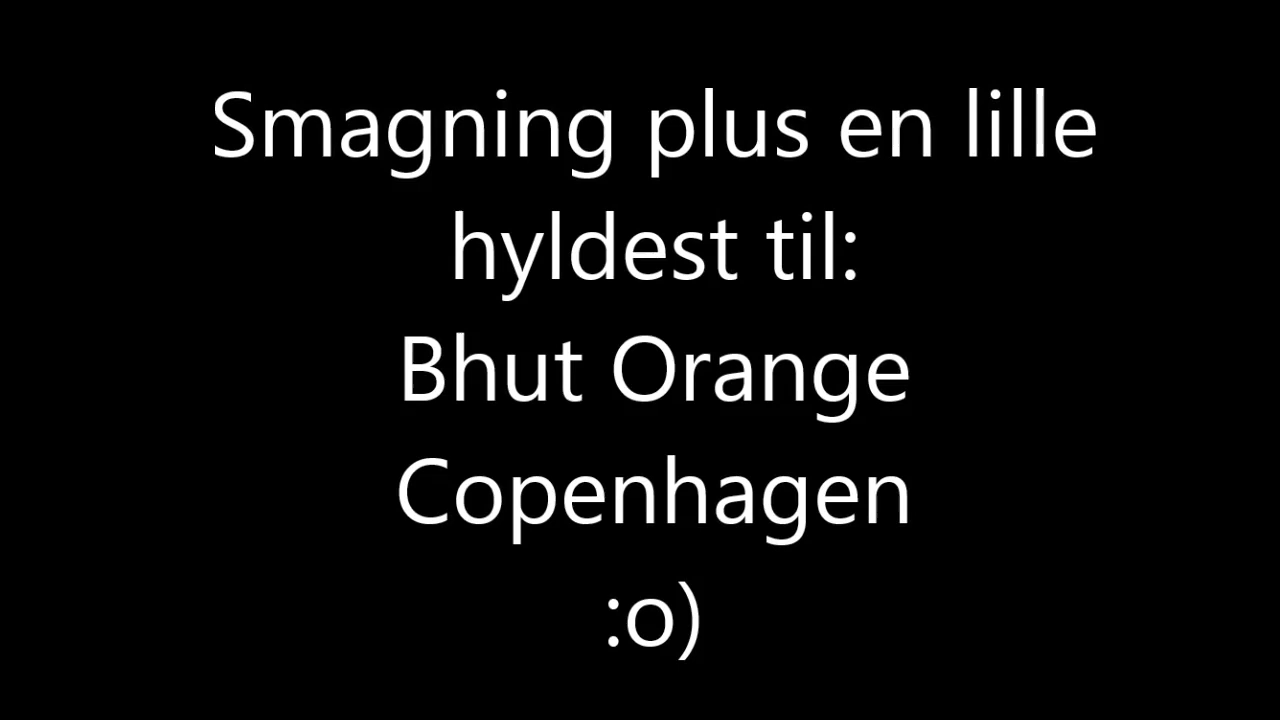 Smagning plus en lille
hyldest til:
Bhut Orange
Copenhagen
:o)